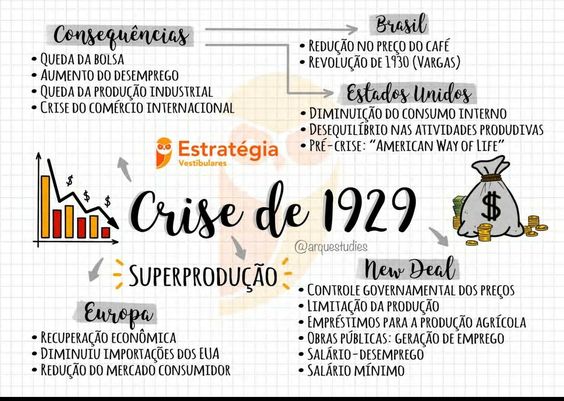 Consequências
• Queda da bolsa
• Aumento do desemprego
• Queda da produção industrial
• Crise do comércio internacional
Brasil
• Redução no preço do café
• Revolução de 1930 (Vargas)
Estados Unidos
• Diminuição do consumo interno
• Desequilíbrio nas atividades produdivas
• Pré-crise: “American Way of Life”
Estratégia
Vestibulares
$ $ $
Crise de 1929
$
@arquestudies
Superprodução
Europa
• Recuperação econômica
• Diminuiu importações dos EUA
• Redução do mercado consumidor
New Deal
• Controle governamental dos preços
• Limitação da produção
• Empréstimos para a produção agrícola
• Obras públicas: geração de emprego
• Salário-desemprego
• Salário mínimo